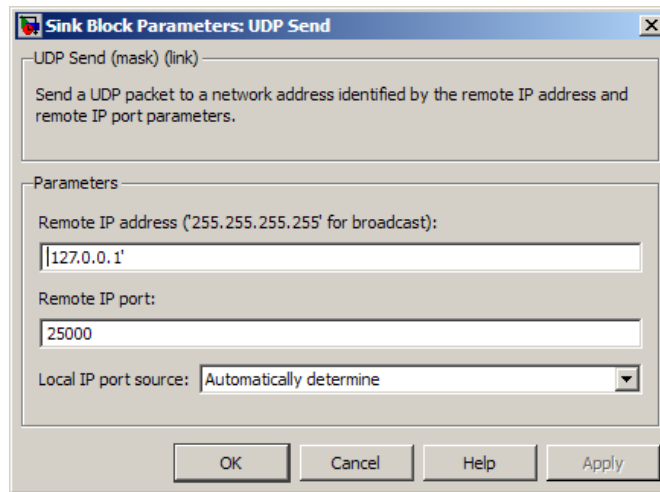 Sink Block Parameters: UDP Send
UDP Send (mask) (link)
Send a UDP packet to a network address identified by the remote IP address and
remote IP port parameters.
Parameters
Remote IP address ('255.255.255.255' for broadcast):
'127.0.0.1'
Remote IP port:
25000
Local IP port source: Automatically determine
OK Cancel Help Apply